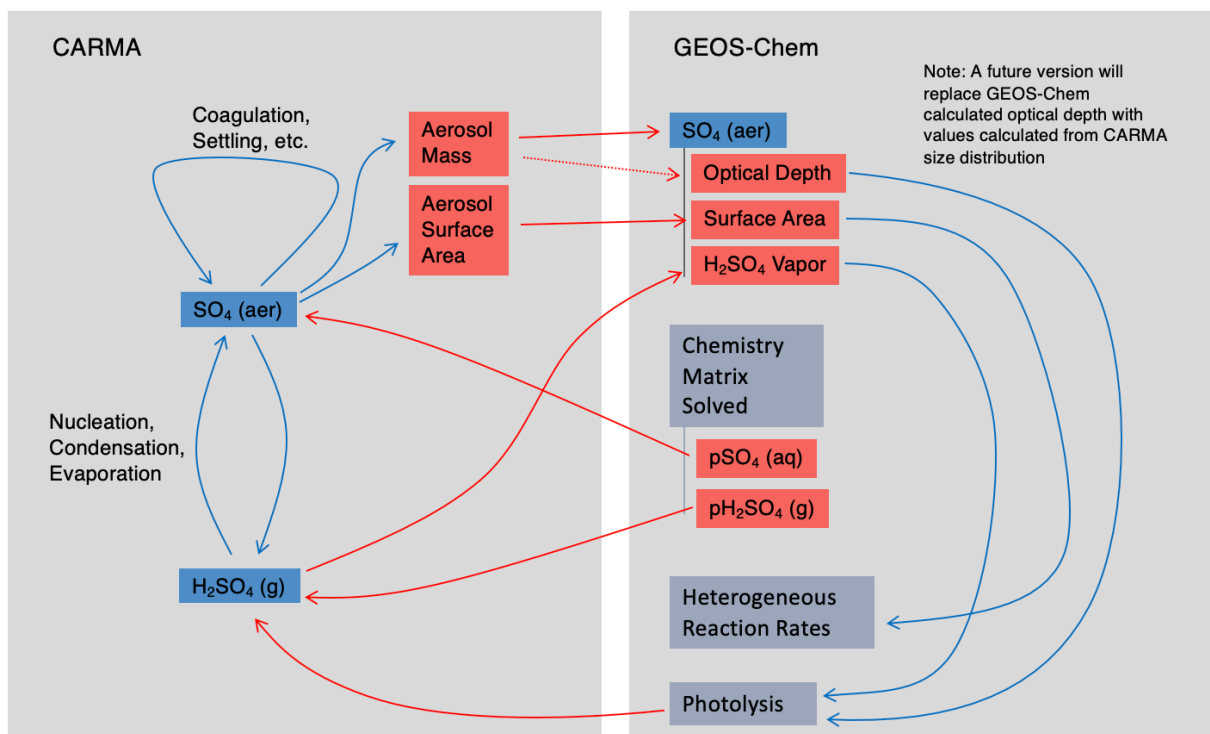 CARMA
Coagulation,
Settling, etc.
Aerosol
Mass
Aerosol
Surface
Area
SO₄ (aer)
Nucleation,
Condensation,
Evaporation
H₂SO₄ (g)
GEOS-Chem
Note: A future version will
replace GEOS-Chem
calculated optical depth with
values calculated from CARMA
size distribution
SO₄ (aer)
Optical Depth
Surface Area
H₂SO₄ Vapor
Chemistry
Matrix
Solved
pSO₄ (aq)
pH₂SO₄ (g)
Heterogeneous
Reaction Rates
Photolysis